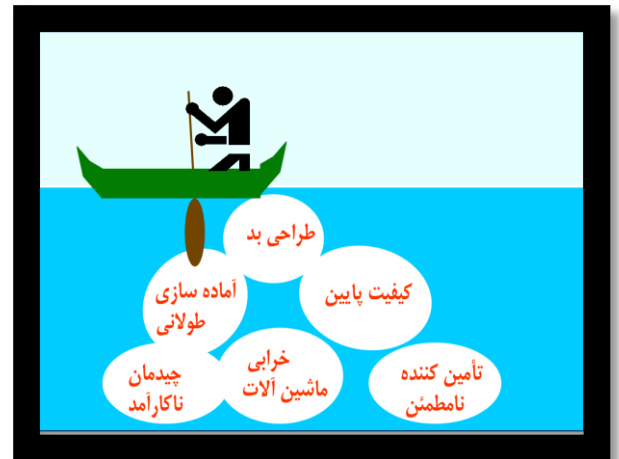 طراحی بد
آماده سازی
طولانی
کیفیت پایین
چیدمان
ناکارآمد
خرابی
ماشین آلات
تأمین کننده
نامطمئن